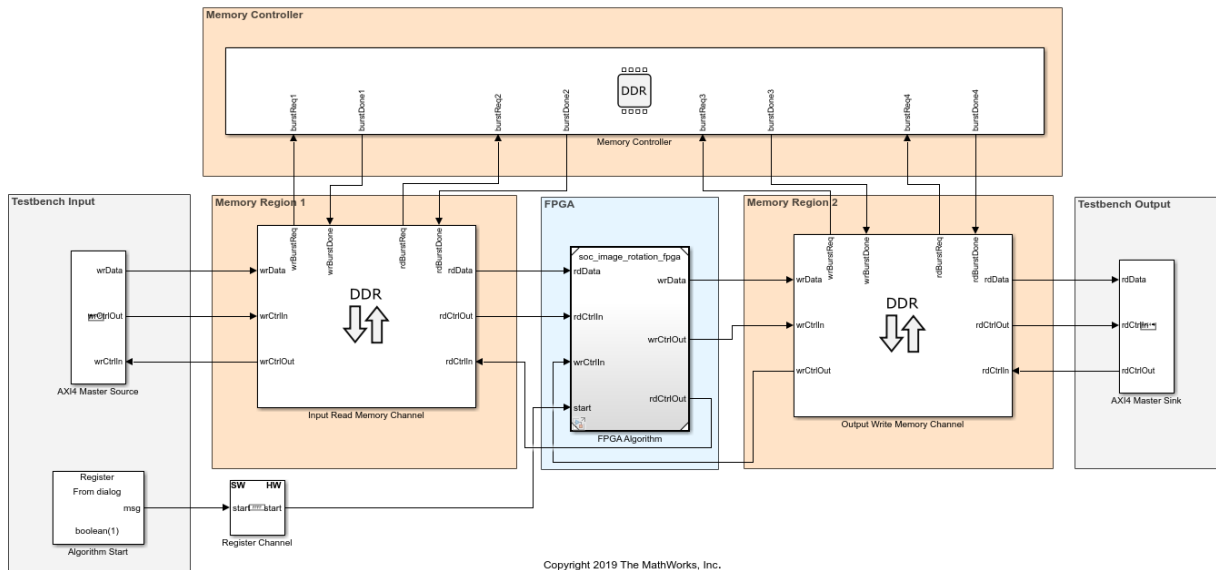 Memory Controller
DDR
burstReq1
burstDone1
burstReq2
burstDone2
burstReq3
burstDone3
burstReq4
burstDone4
Memory Controller
Testbench Input
wrData
wrCtrlOut
wrCtrlIn
AXI4 Master Source
Register
From dialog
msg
boolean(1)
Algorithm Start
SW HW
start start
Register Channel
Memory Region 1
wrBurstReq
wrBurstDone
rdBurstReq
rdBurstDone
wrData
rdData
DDR
wrCtrlIn
rdCtrlOut
wrCtrlOut
rdCtrlIn
Input Read Memory Channel
FPGA
soc_image_rotation_fpga
rdData
wrData
rdCtrlIn
wrCtrlOut
wrCtrlIn
rdCtrlOut
start
FPGA Algorithm
Memory Region 2
wrBurstReq
wrBurstDone
rdBurstReq
rdBurstDone
wrData
rdData
DDR
wrCtrlIn
rdCtrlOut
wrCtrlOut
rdCtrlIn
Output Write Memory Channel
Testbench Output
rdData
rdCtrlIn
rdCtrlOut
AXI4 Master Sink
Copyright 2019 The MathWorks, Inc.